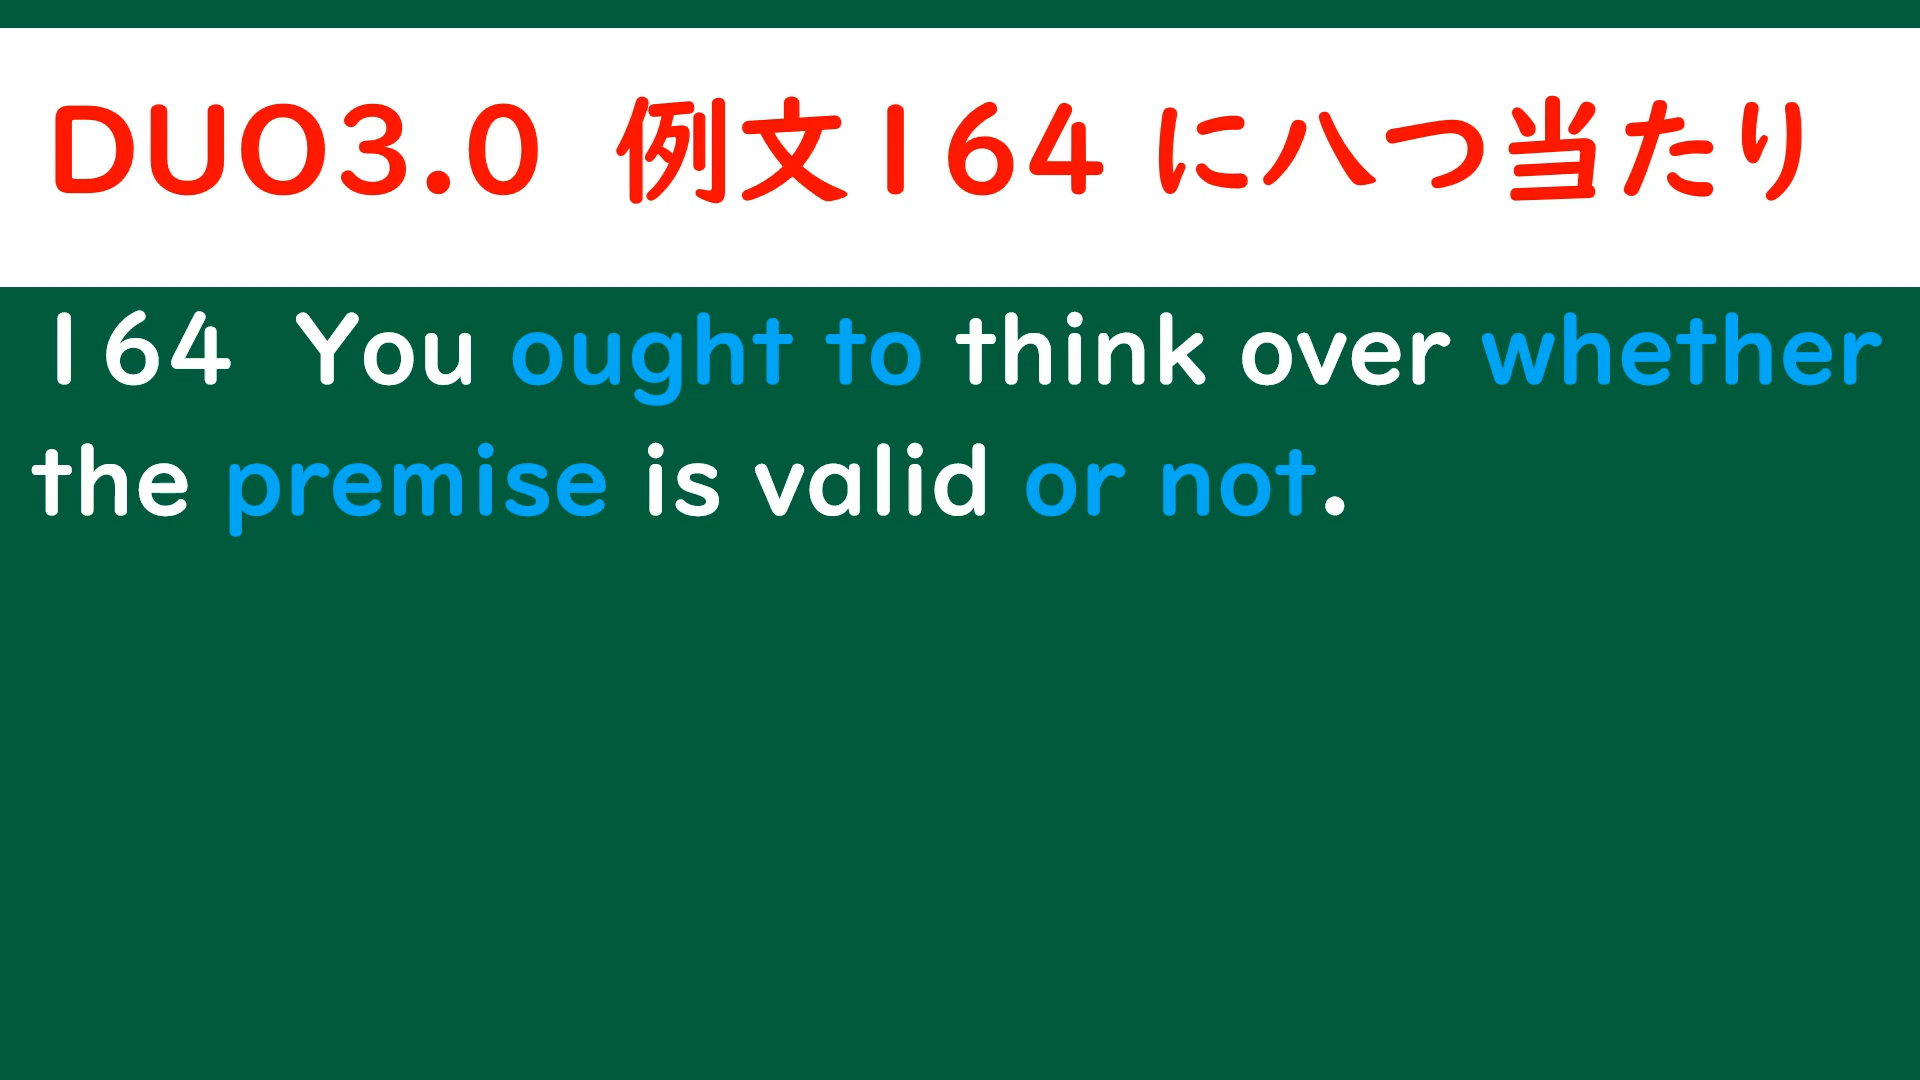 DUO3.0 例文164 に八つ当たり
164 You ought to think over whether
the premise is valid or not.